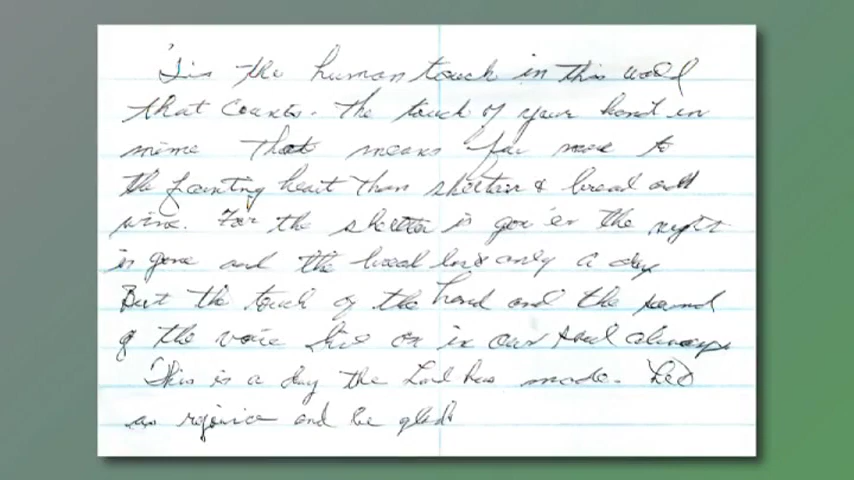 'Tis the human touch in this world
that counts. The touch of your hand in
mine That means far more to
the fainting heart than shelter & bread and
wine. For the shelter is gon 'er the night
is gone and the bread lasts only a day
But the touch of the hand and the sound
of the voice live on in our soul always
This is a day the Lord has made. Let
us rejoice and be glad